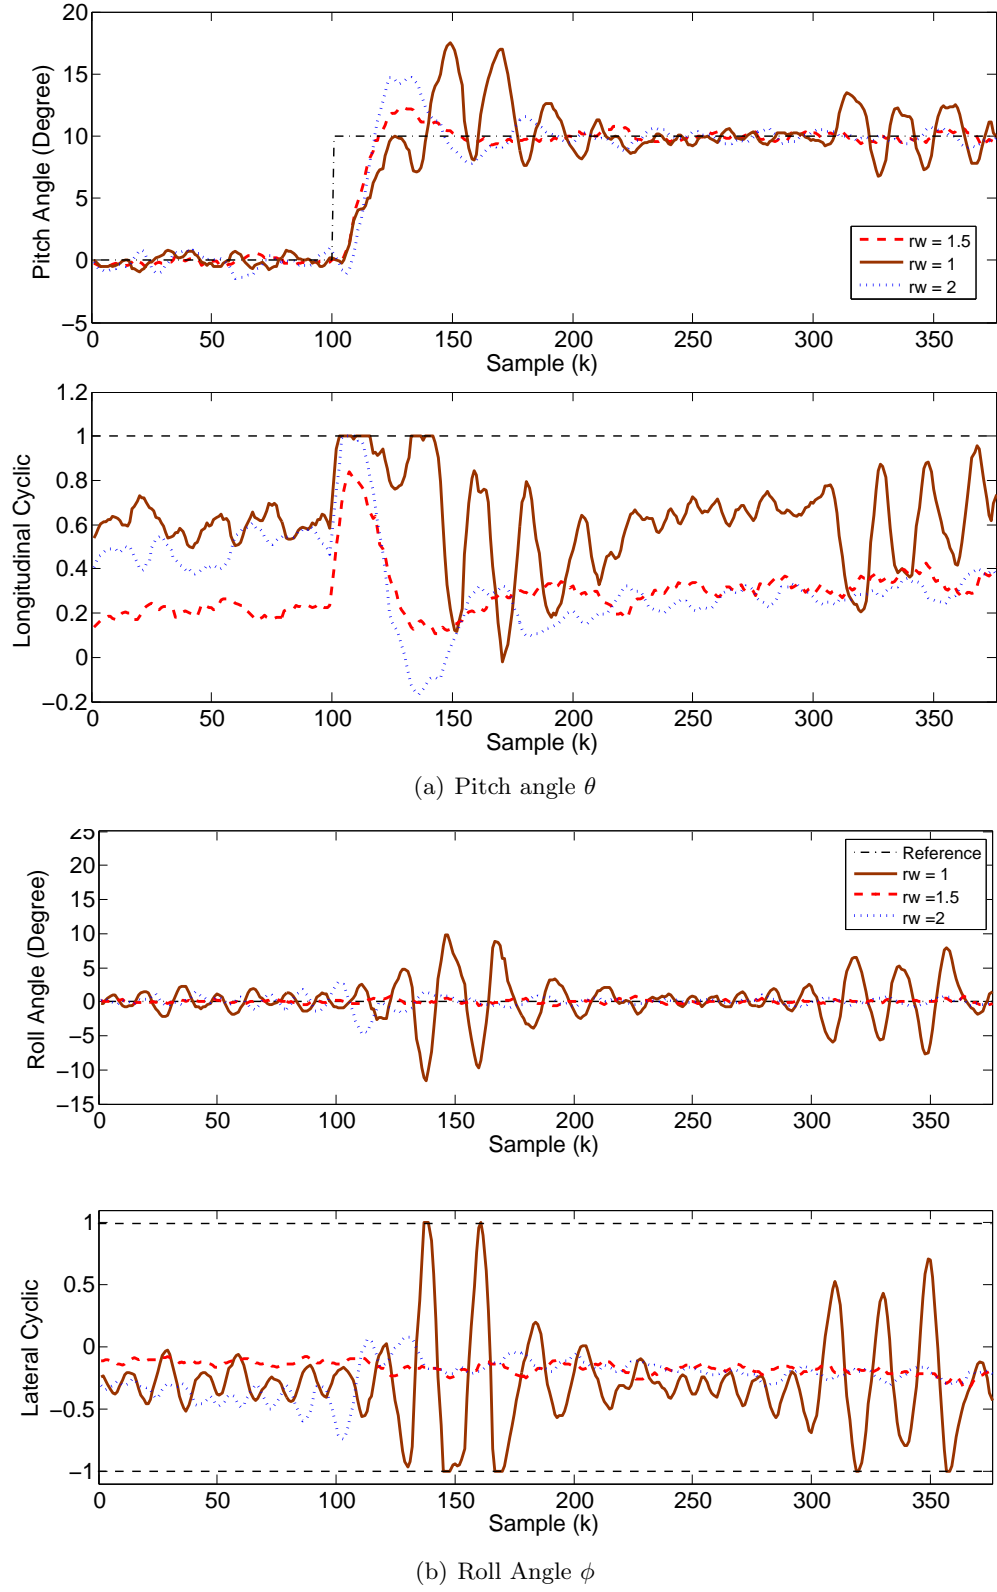 20
15
10
5
0
−5
Pitch Angle (Degree)
rw = 1.5
rw = 1
rw = 2
0 50 100 150 200 250 300 350
Sample (k)
1.2
1
0.8
0.6
0.4
0.2
0
−0.2
Longitudinal Cyclic
0 50 100 150 200 250 300 350
Sample (k)
(a) Pitch angle θ
25
20
15
10
5
0
−5
−10
−15
Roll Angle (Degree)
Reference
rw = 1
rw =1.5
rw =2
0 50 100 150 200 250 300 350
Sample (k)
1
0.5
0
−0.5
−1
Lateral Cyclic
0 50 100 150 200 250 300 350
Sample (k)
(b) Roll Angle ϕ